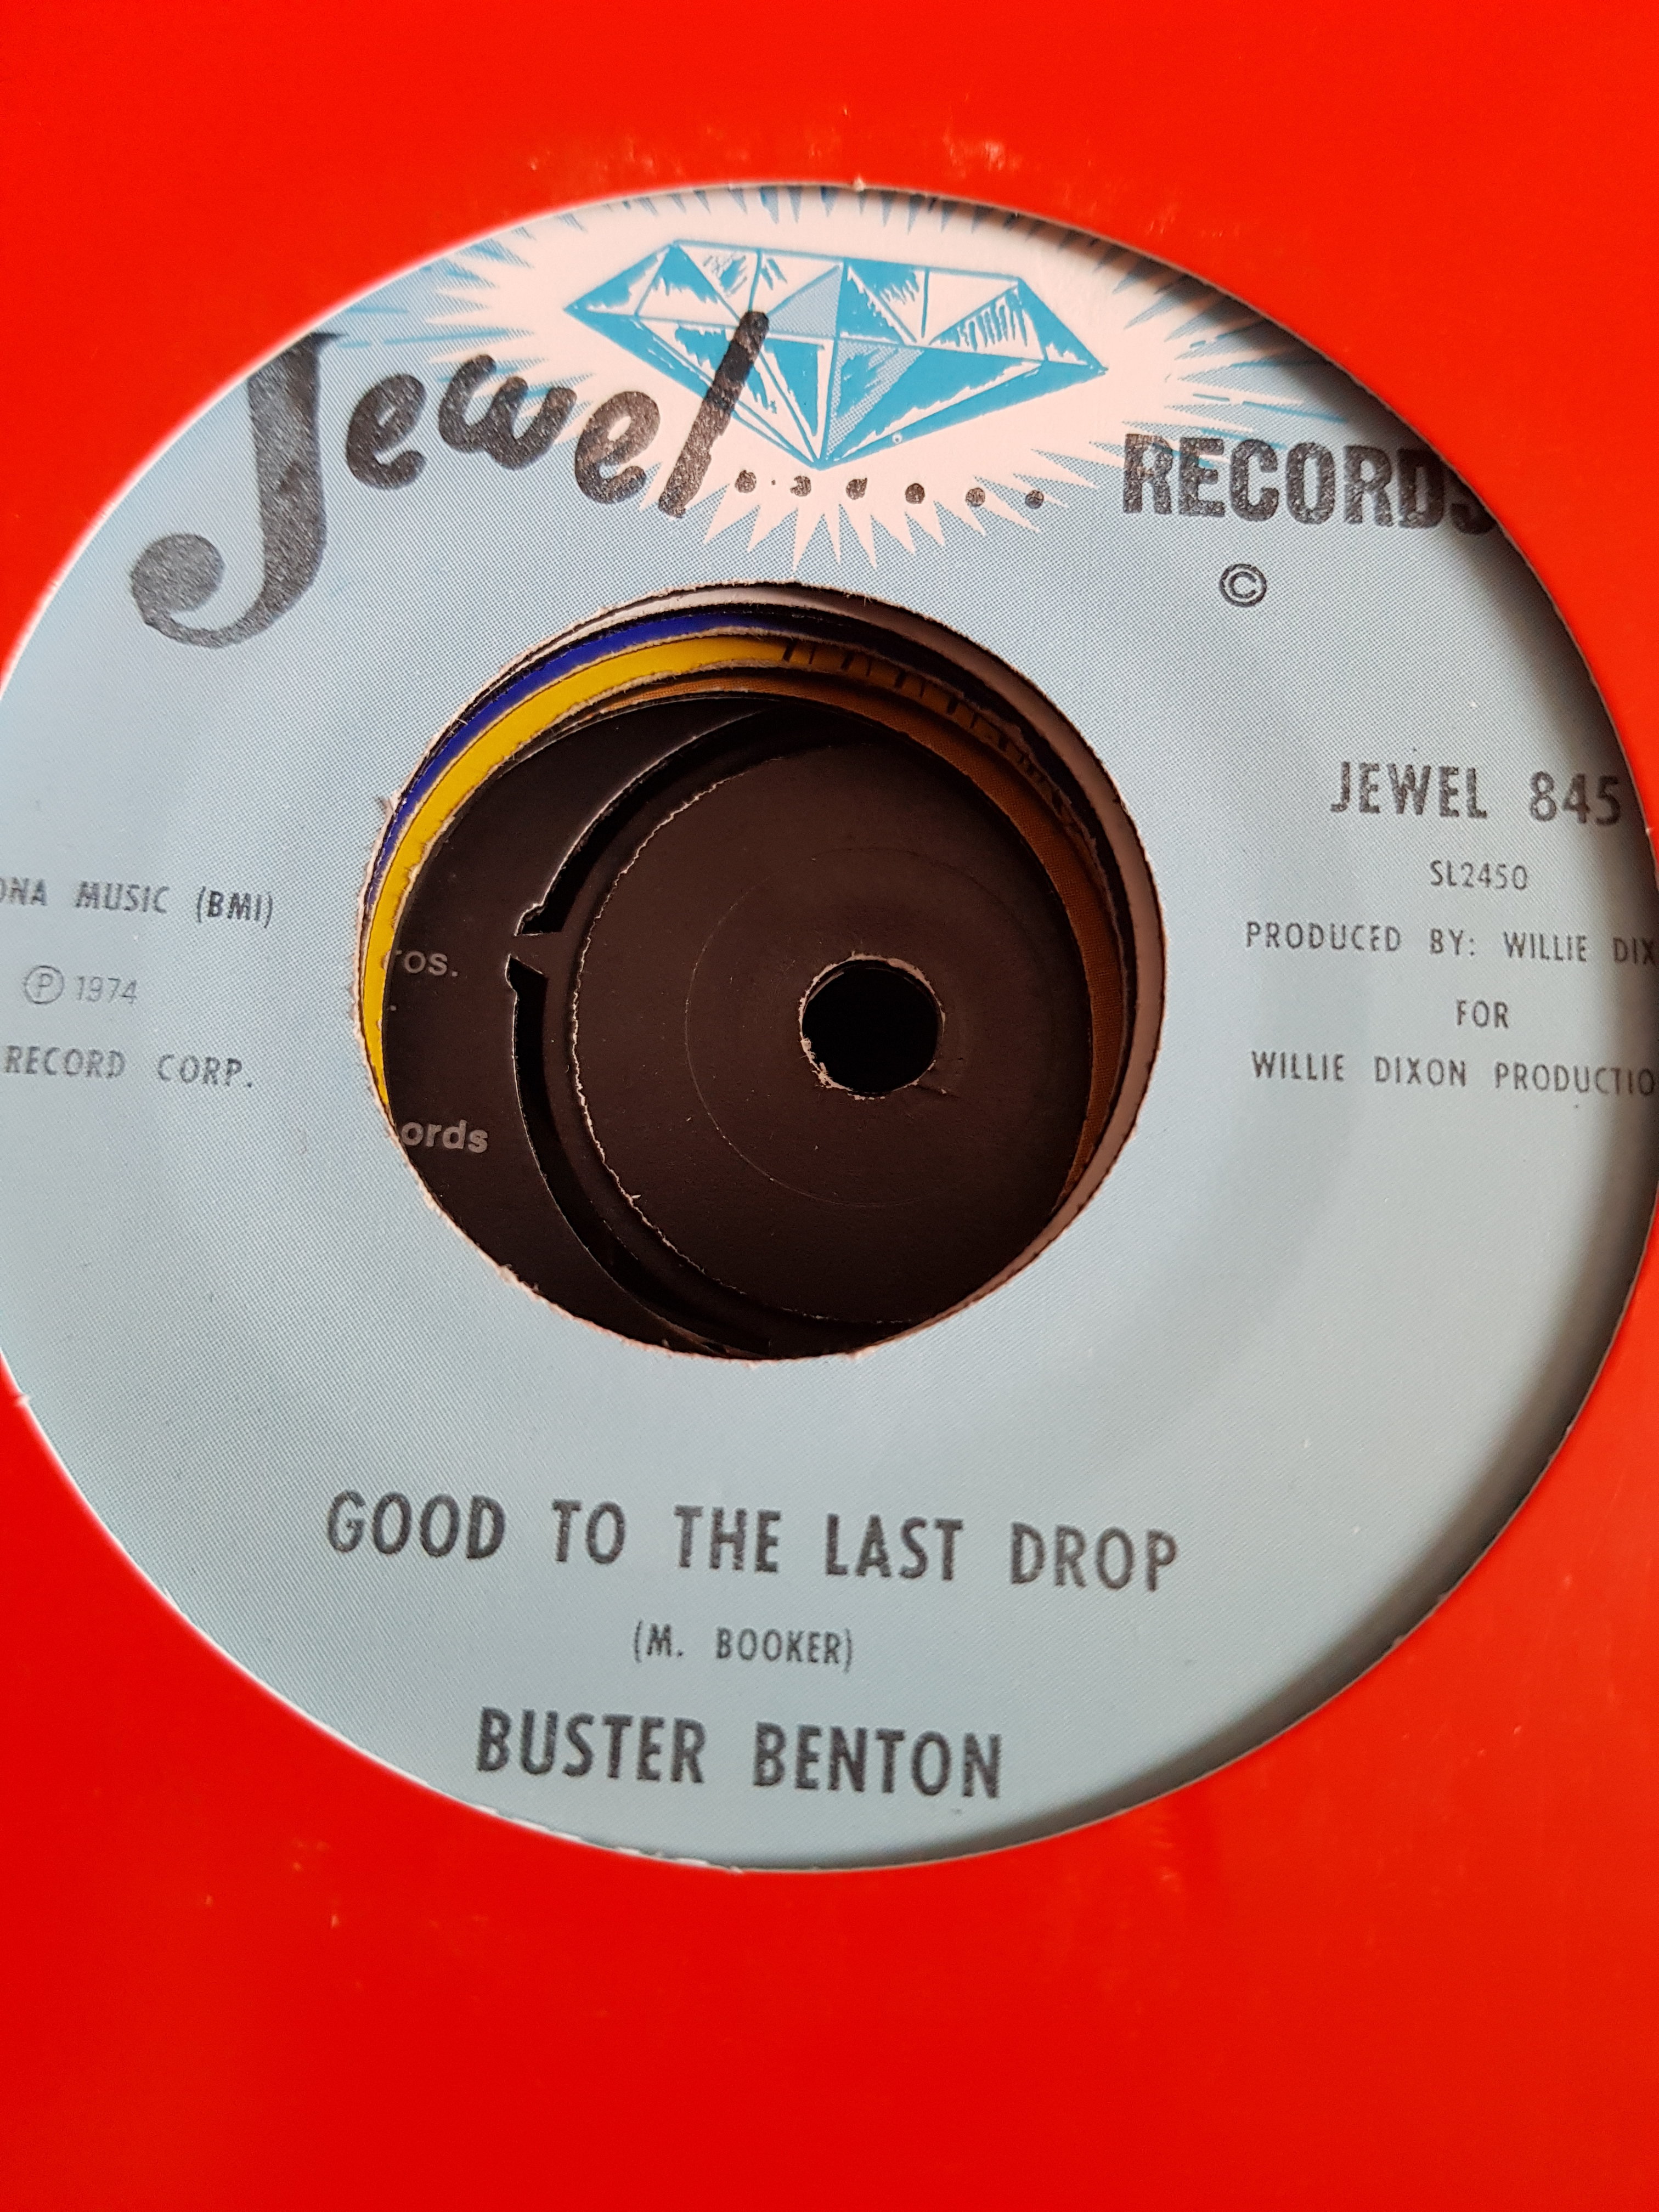 Jewel...... RECORDS
©
JEWEL 845
SL2450
PRODUCED BY: WILLIE DIX
FOR
WILLIE DIXON PRODUCTIO
ONA MUSIC (BMI)
℗ 1974
RECORD CORP.
ros.
ords
GOOD TO THE LAST DROP
(M. BOOKER)
BUSTER BENTON